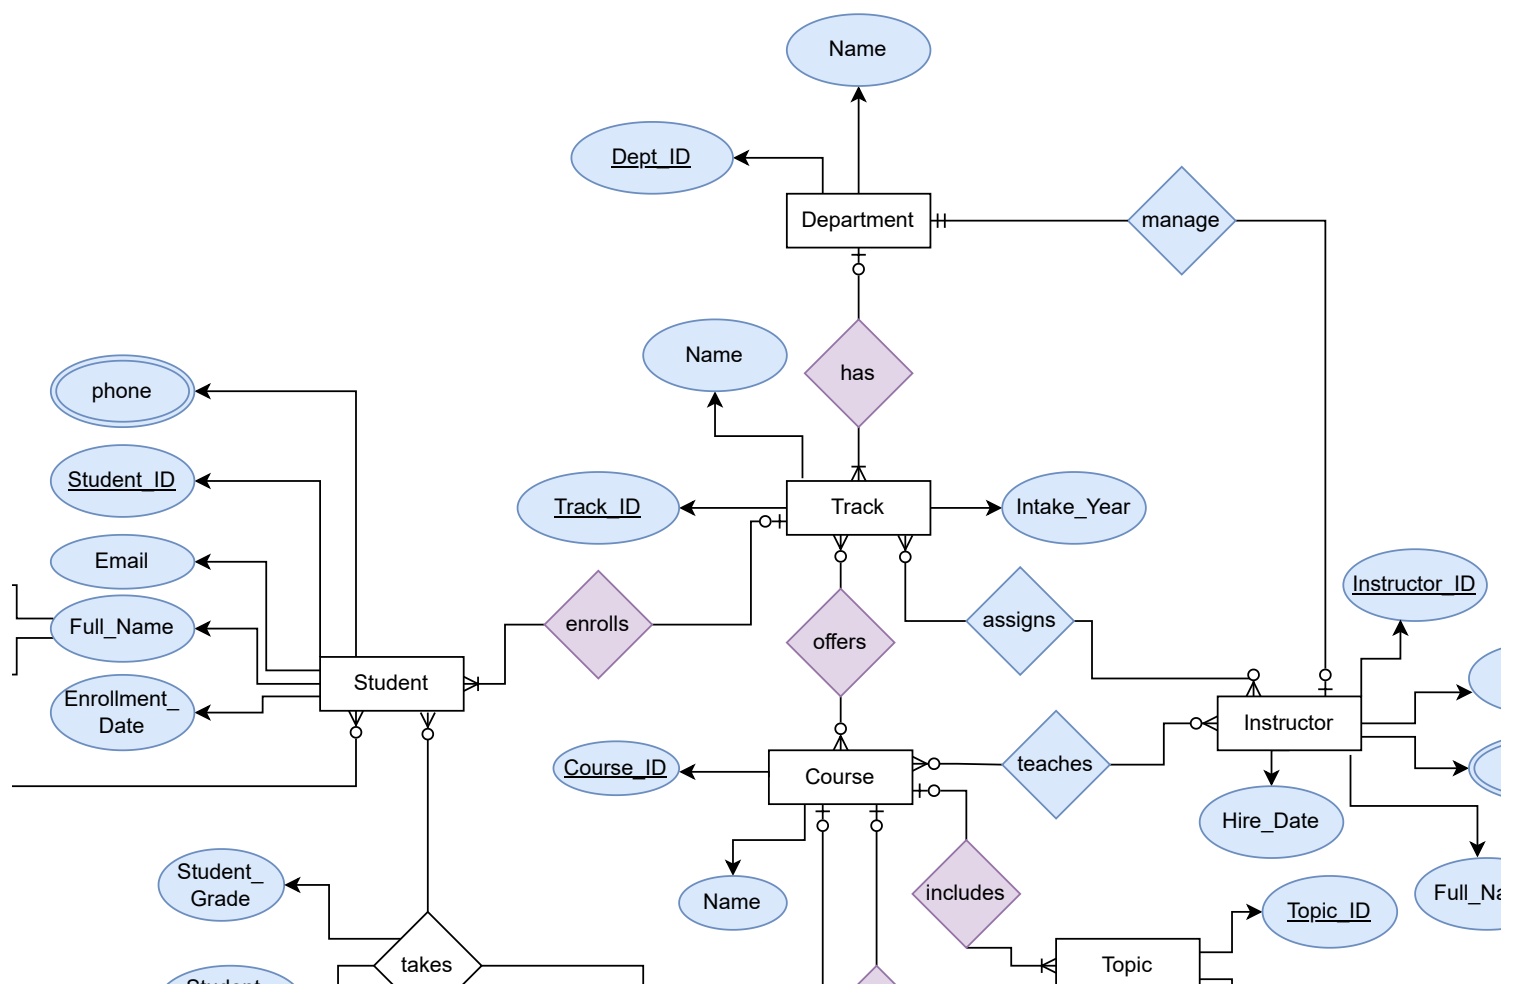 Name
Dept_ID
Department
manage
Name
has
phone
Student_ID
Track_ID
Track
Intake_Year
Email
Full_Name
enrolls
offers
assigns
Instructor_ID
Student
Enrollment_
Date
Instructor
Course_ID
Course
teaches
Hire_Date
Student_
Grade
Name
includes
Topic_ID
takes
Topic